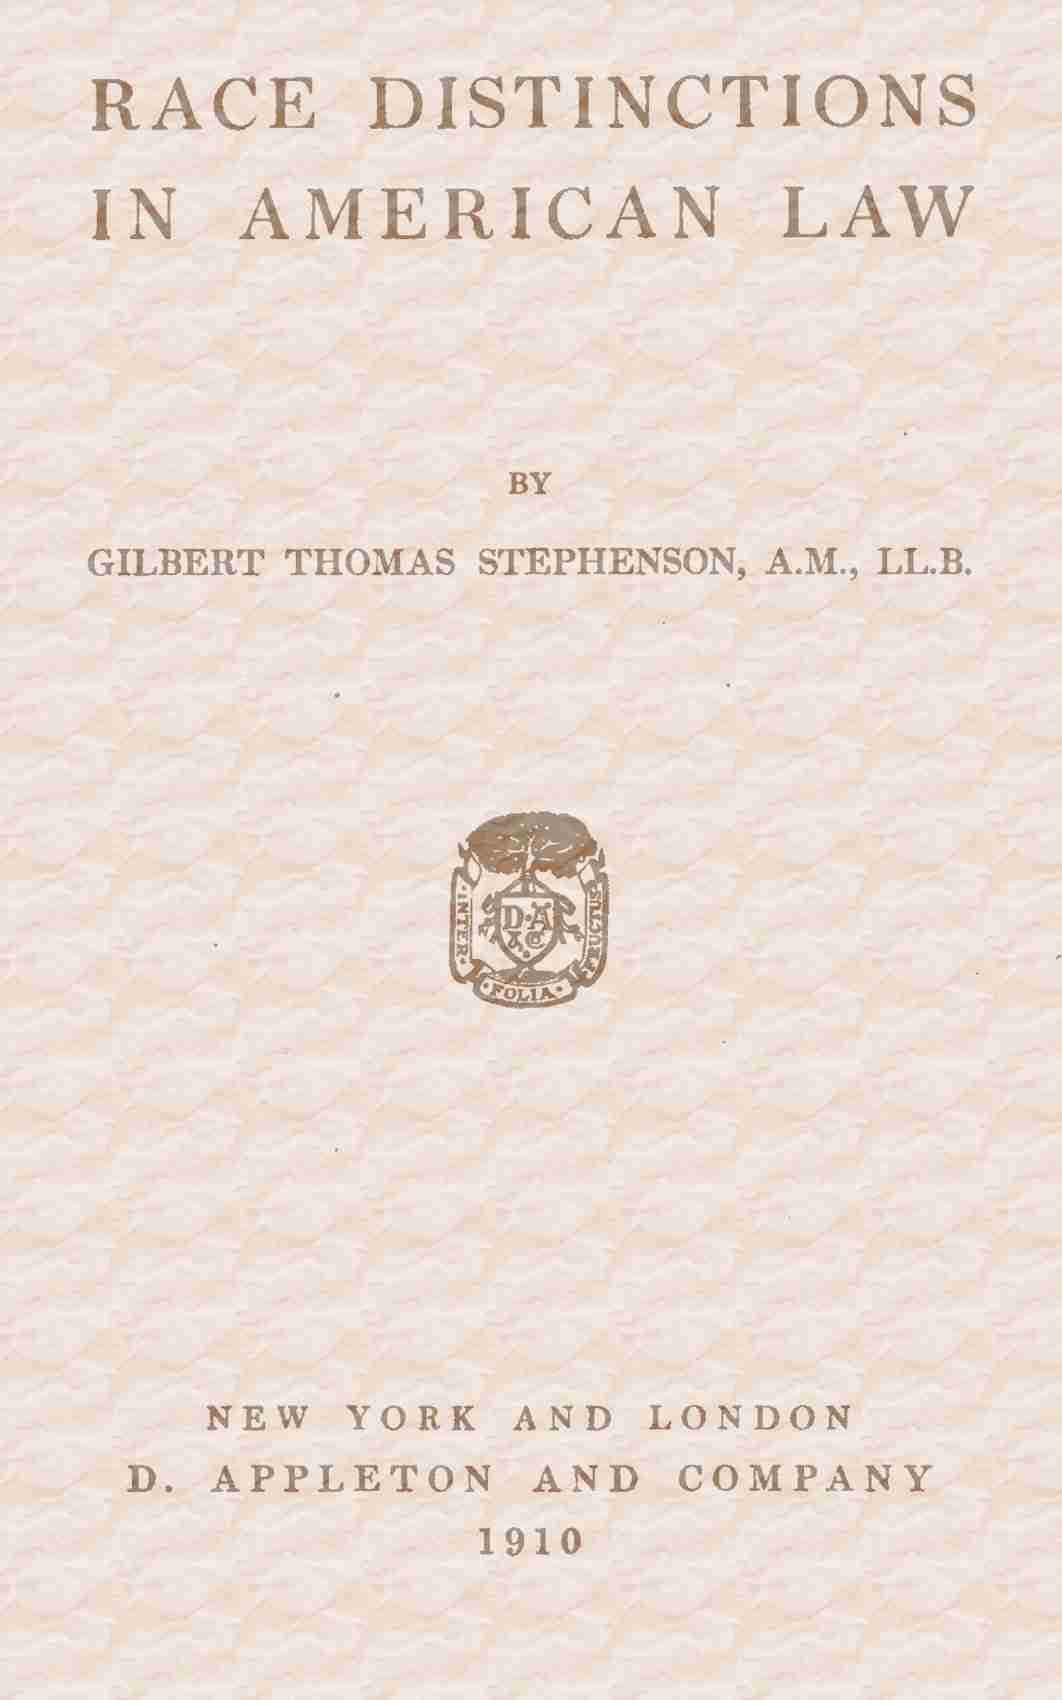 RACE DISTINCTIONS
IN AMERICAN LAW
BY
GILBERT THOMAS STEPHENSON, A.M., LL.B.
D·A
& Co
·INTER·
·FOLIA·
FRUCTUS·
NEW YORK AND LONDON
D. APPLETON AND COMPANY
1910